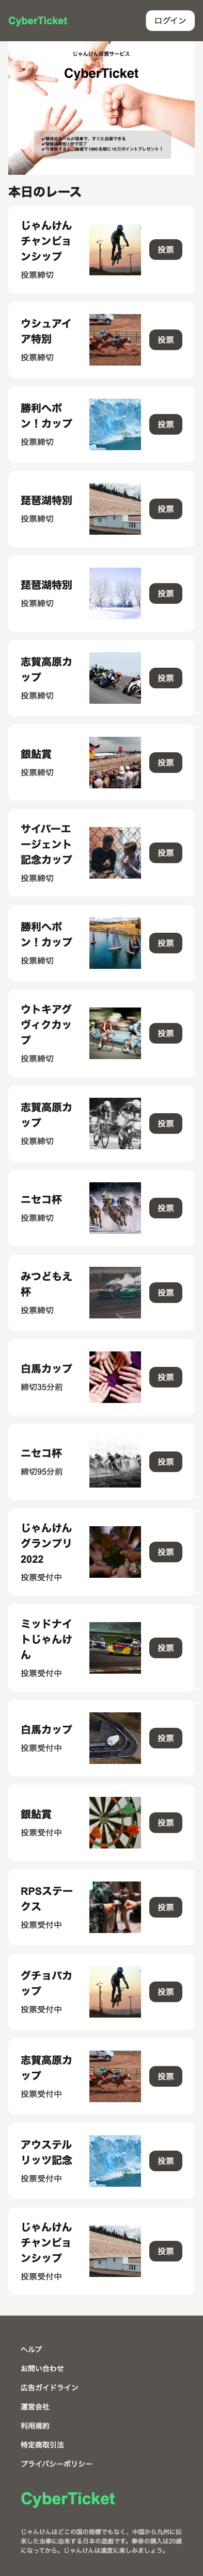 CyberTicket
ログイン
じゃんけん投票サービス
CyberTicket
✔競技のルールが簡単で、すぐに投票できる
✔登録は最短１秒で完了
✔今登録すると、抽選で1000名様に10万ポイントプレゼント！
本日のレース
じゃんけん
チャンピョ
ンシップ
投票締切
投票
ウシュアイ
ア特別
投票締切
投票
勝利へポ
ン！カップ
投票締切
投票
琵琶湖特別
投票締切
投票
琵琶湖特別
投票締切
投票
志賀高原カ
ップ
投票締切
投票
銀鮎賞
投票締切
投票
サイバーエ
ージェント
記念カップ
投票締切
投票
勝利へポ
ン！カップ
投票締切
投票
ウトキアグ
ヴィクカッ
プ
投票締切
投票
志賀高原カ
ップ
投票締切
投票
ニセコ杯
投票締切
投票
みつどもえ
杯
投票締切
投票
白馬カップ
締切35分前
投票
ニセコ杯
締切95分前
投票
じゃんけん
グランプリ
2022
投票受付中
投票
ミッドナイ
トじゃんけ
ん
投票受付中
投票
白馬カップ
投票受付中
投票
銀鮎賞
投票受付中
投票
RPSステー
クス
投票受付中
投票
グチョパカ
ップ
投票受付中
投票
志賀高原カ
ップ
投票受付中
投票
アウステル
リッツ記念
投票受付中
投票
じゃんけん
チャンピョ
ンシップ
投票受付中
投票
ヘルプ
お問い合わせ
広告ガイドライン
運営会社
利用規約
特定商取引法
プライバシーポリシー
CyberTicket
じゃんけんはどこの国の商標でもなく、中国から九州に伝
来した虫拳に由来する日本の遊戯です。拳券の購入は20歳
になってから。じゃんけんは適度に楽しみましょう。